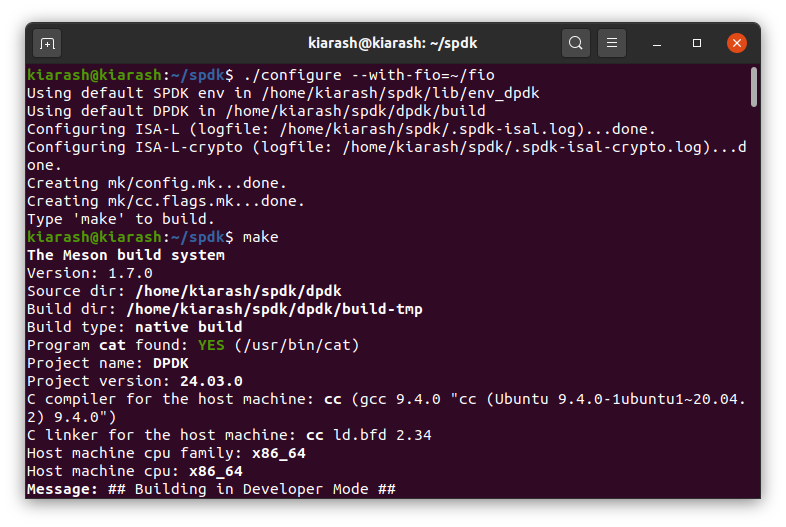 kiarash@kiarash: ~/spdk
kiarash@kiarash:~/spdk$ ./configure --with-fio=~/fio
Using default SPDK env in /home/kiarash/spdk/lib/env_dpdk
Using default DPDK in /home/kiarash/spdk/dpdk/build
Configuring ISA-L (logfile: /home/kiarash/spdk/.spdk-isal.log)...done.
Configuring ISA-L-crypto (logfile: /home/kiarash/spdk/.spdk-isal-crypto.log)...d
one.
Creating mk/config.mk...done.
Creating mk/cc.flags.mk...done.
Type 'make' to build.
kiarash@kiarash:~/spdk$ make
The Meson build system
Version: 1.7.0
Source dir: /home/kiarash/spdk/dpdk
Build dir: /home/kiarash/spdk/dpdk/build-tmp
Build type: native build
Program cat found: YES (/usr/bin/cat)
Project name: DPDK
Project version: 24.03.0
C compiler for the host machine: cc (gcc 9.4.0 "cc (Ubuntu 9.4.0-1ubuntu1~20.04.
2) 9.4.0")
C linker for the host machine: cc ld.bfd 2.34
Host machine cpu family: x86_64
Host machine cpu: x86_64
Message: ## Building in Developer Mode ##